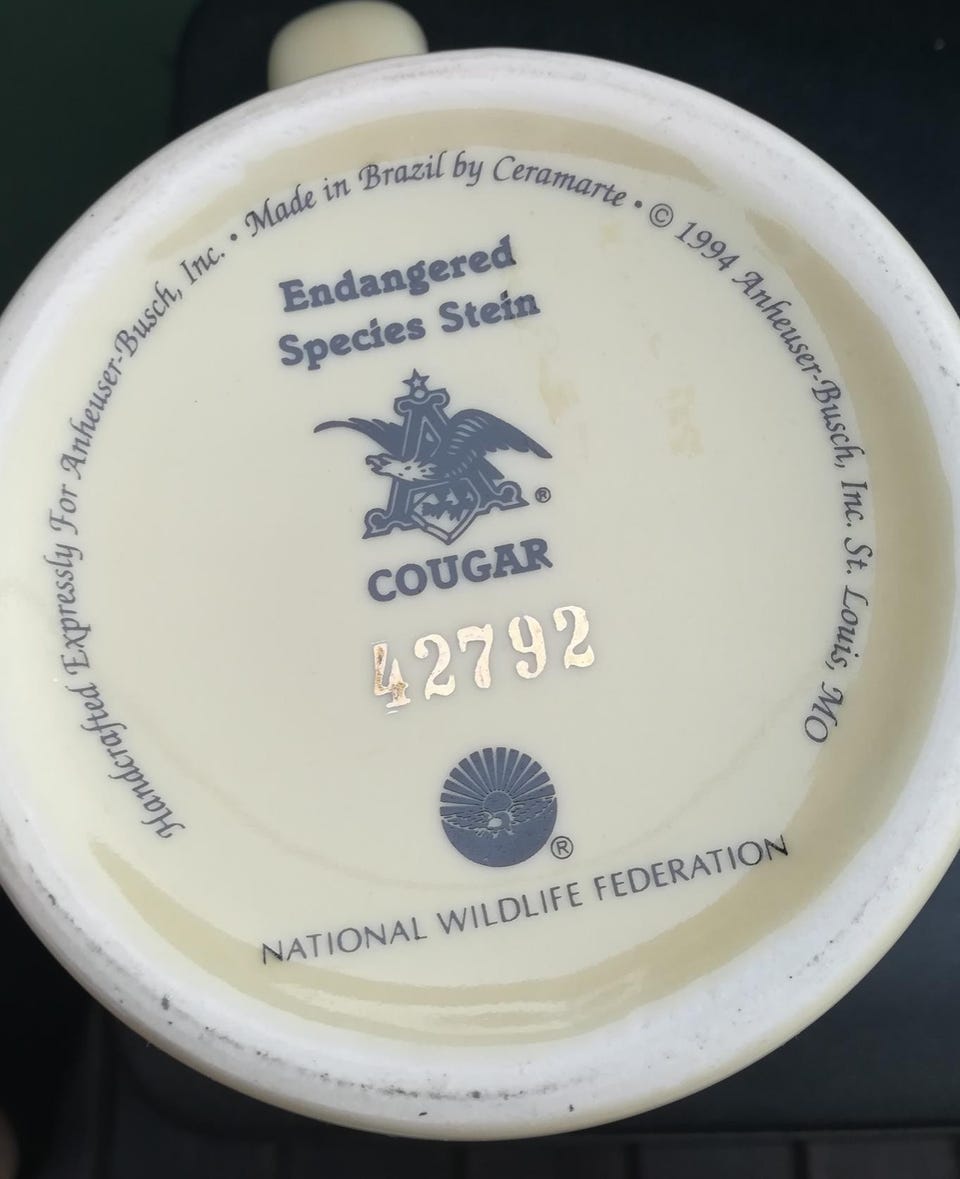 Handcrafted Expressly For Anheuser-Busch, Inc. • Made in Brazil by Ceramarte • © 1994 Anheuser-Busch, Inc. St. Louis, MO
Endangered
Species Stein
®
COUGAR
42792
®
NATIONAL WILDLIFE FEDERATION